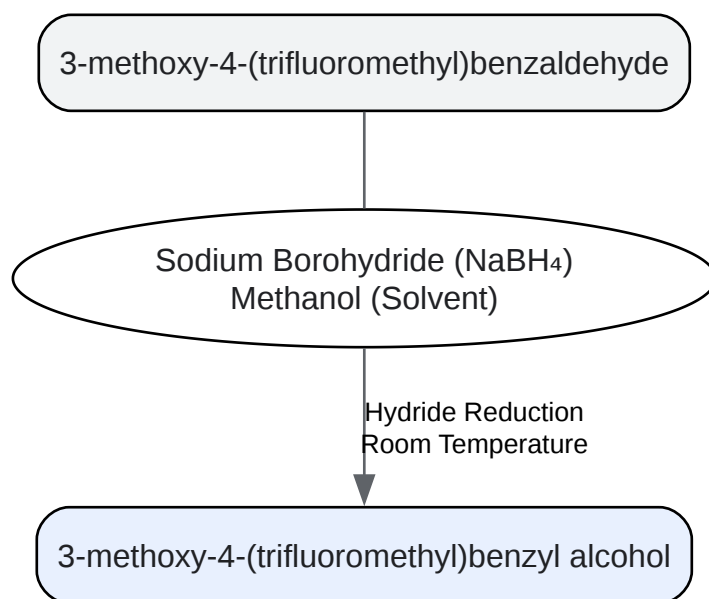 3-methoxy-4-(trifluoromethyl)benzaldehyde
Sodium Borohydride (NaBH₄)
Methanol (Solvent)
Hydride Reduction
Room Temperature
3-methoxy-4-(trifluoromethyl)benzyl alcohol